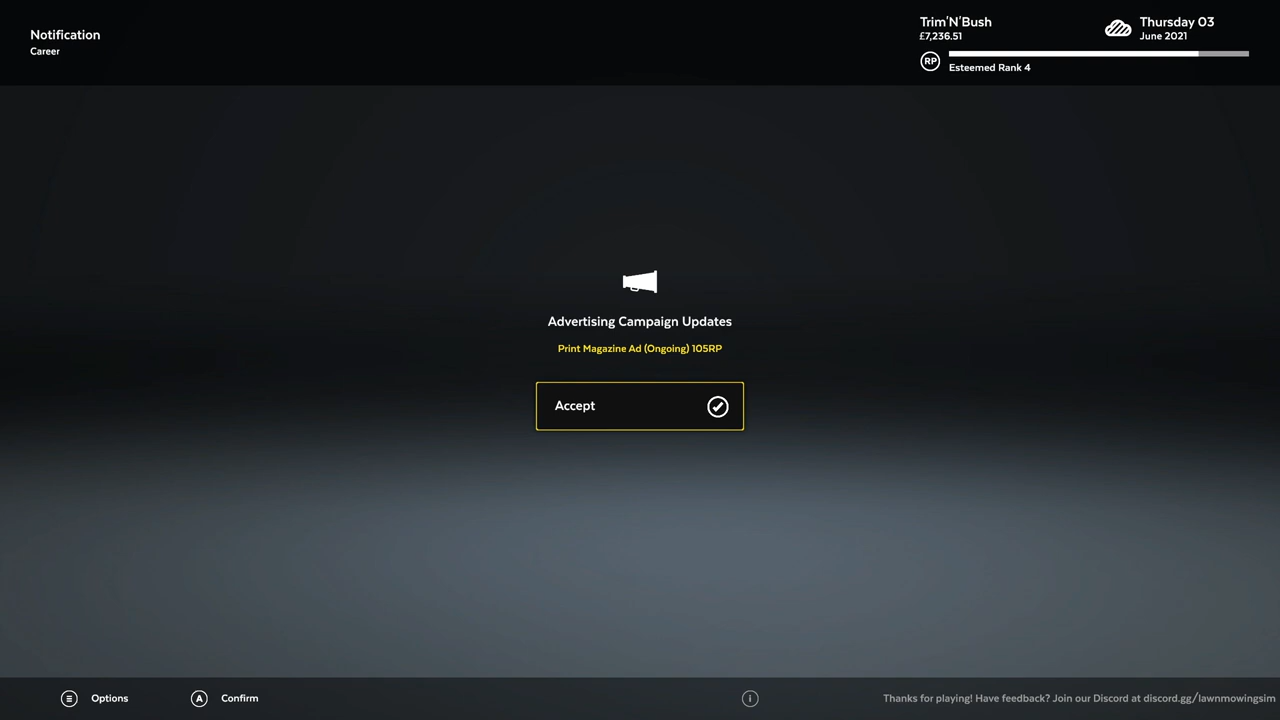 Notification
Career
Trim'N'Bush
£7,236.51
Thursday 03
June 2021
RP
Esteemed Rank 4
Advertising Campaign Updates
Print Magazine Ad (Ongoing) 105RP
Accept
Options
A Confirm
i
Thanks for playing! Have feedback? Join our Discord at discord.gg/lawnmowingsim